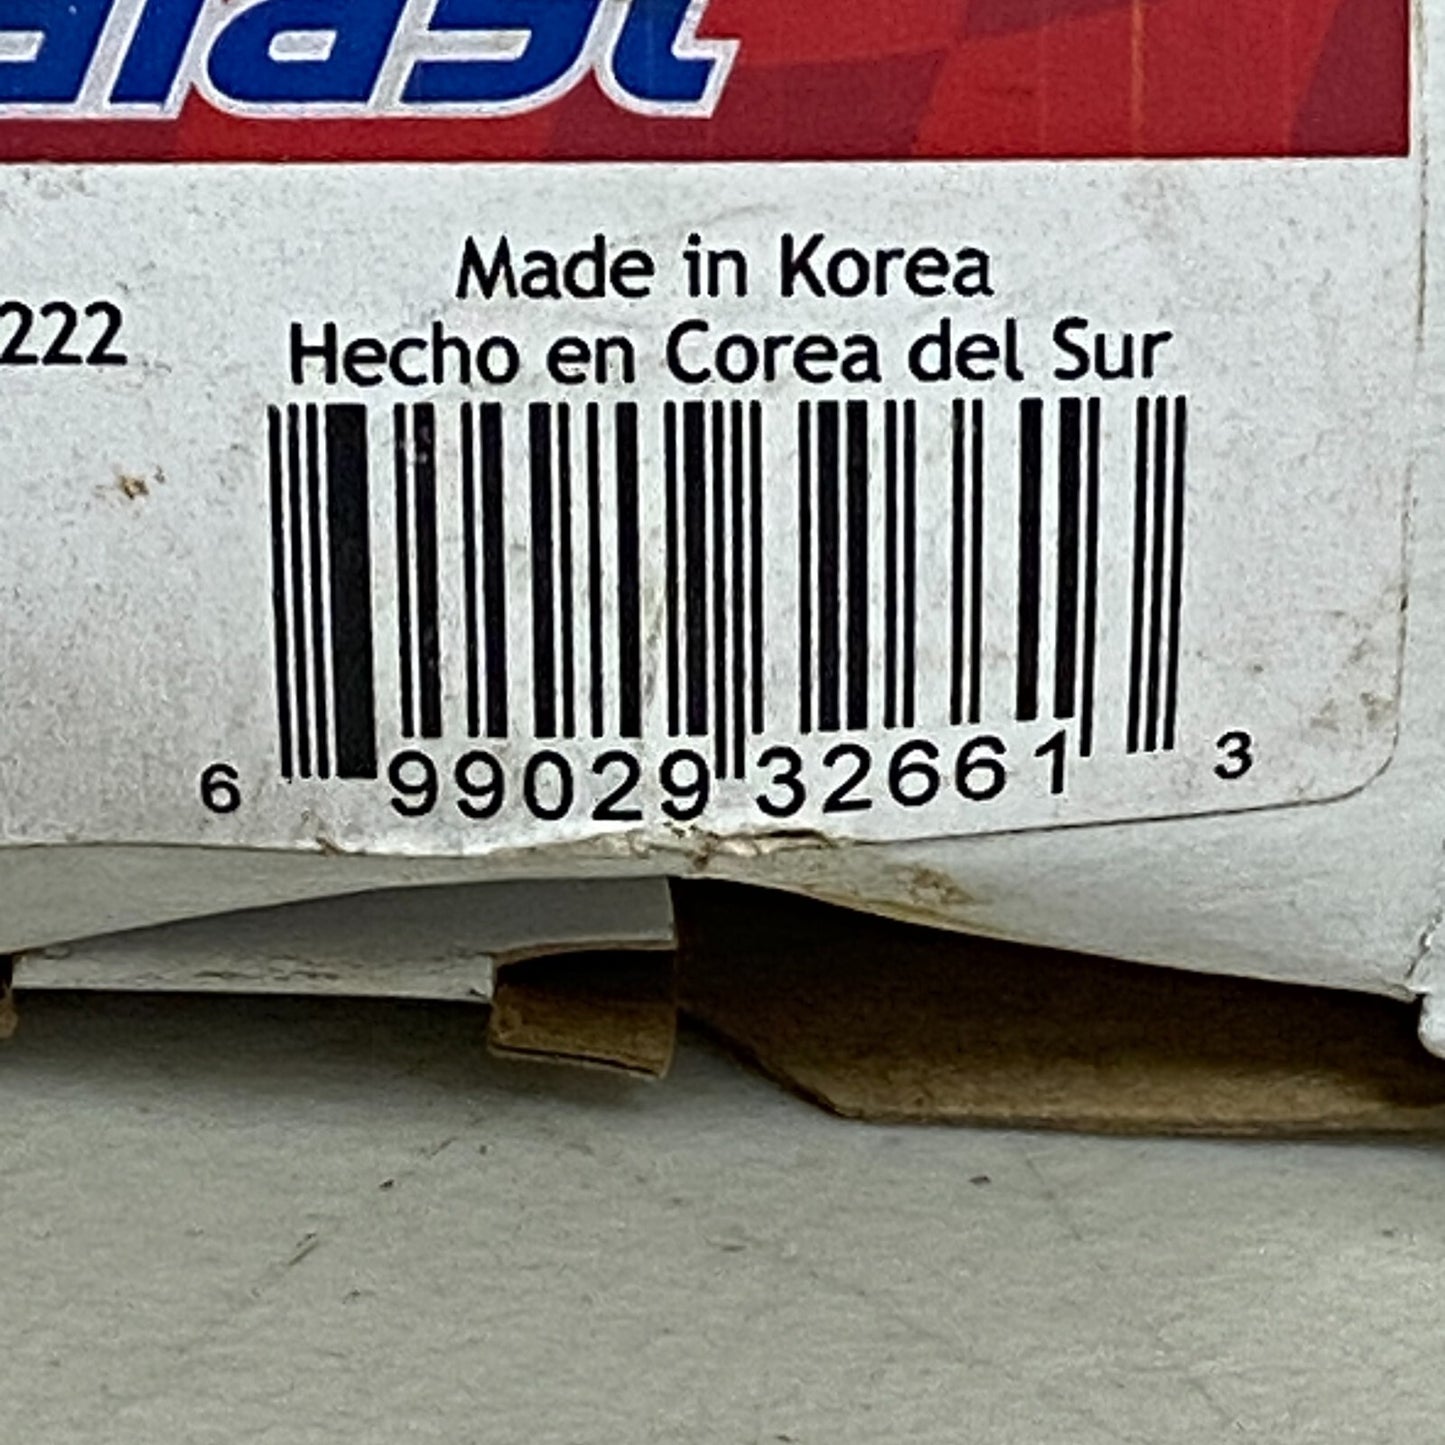 Made in Korea
222
Hecho en Corea del Sur
6 99029 32661 3